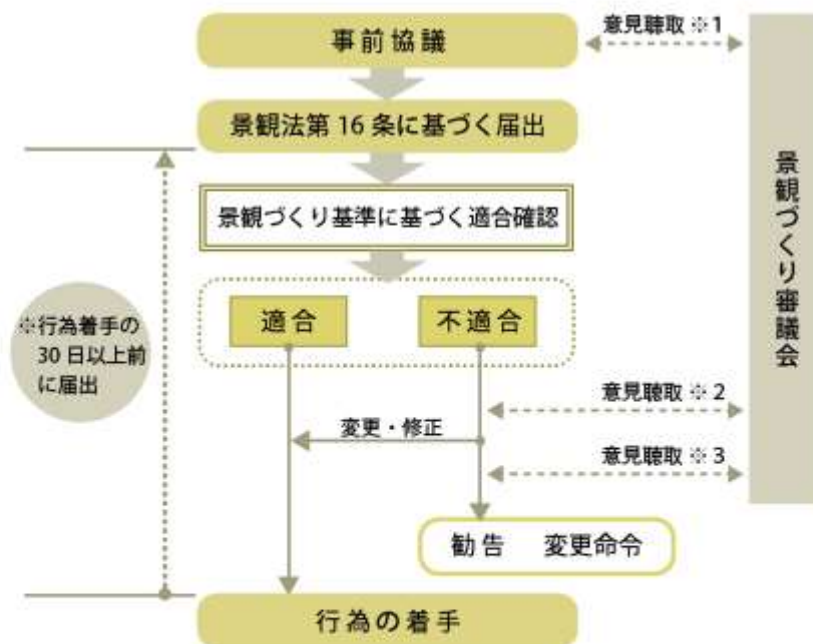 事前協議
意見聴取 ※1
景観法第16条に基づく届出
景観づくり基準に基づく適合確認
適合
不適合
※行為着手の
30日以上前
に届出
意見聴取 ※2
変更・修正
意見聴取 ※3
勧告 変更命令
行為の着手
景観づくり審議会